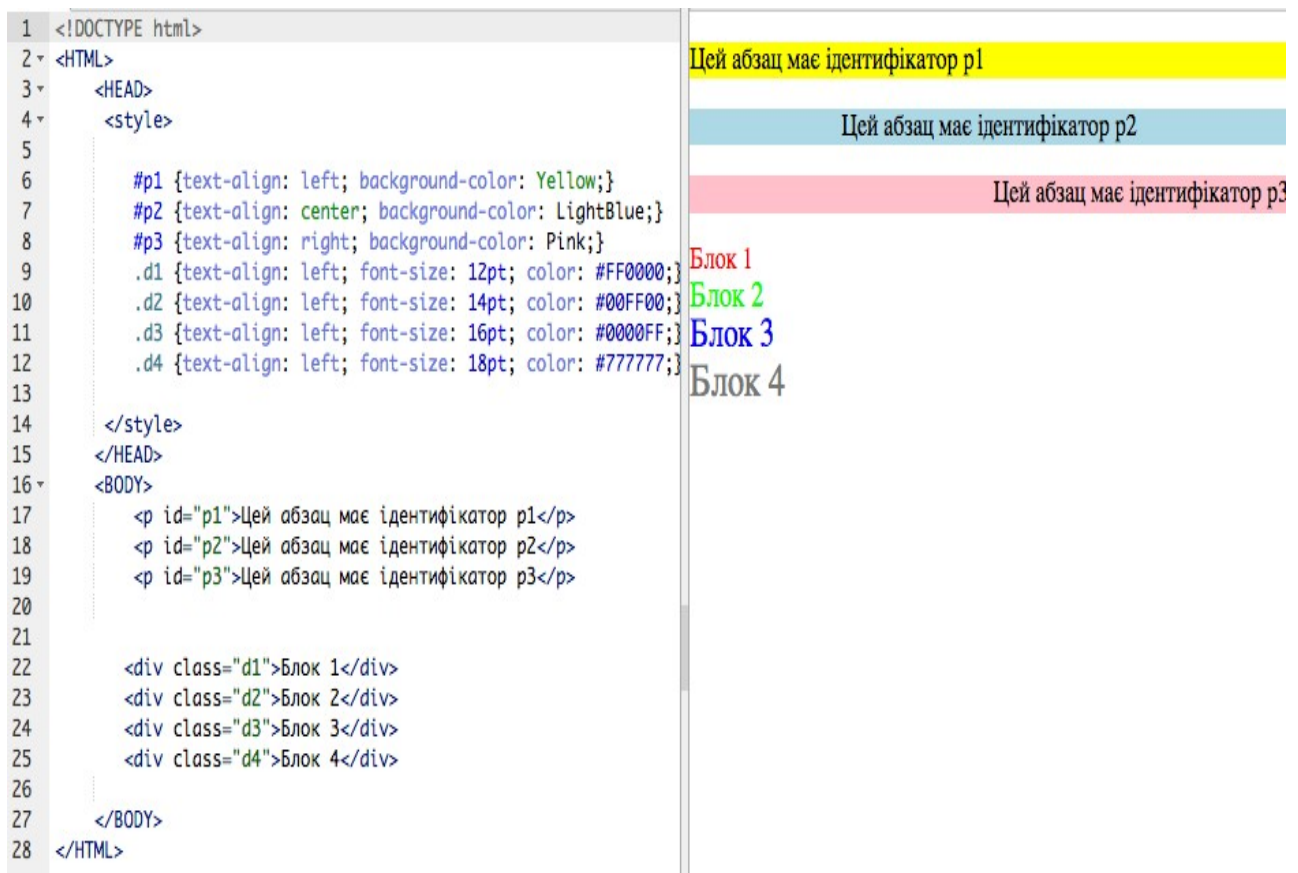 1 <!DOCTYPE html>
2 <HTML>
3 <HEAD>
4 <style>
5
6 #p1 {text-align: left; background-color: Yellow;}
7 #p2 {text-align: center; background-color: LightBlue;}
8 #p3 {text-align: right; background-color: Pink;}
9 .d1 {text-align: left; font-size: 12pt; color: #FF0000;}
10 .d2 {text-align: left; font-size: 14pt; color: #00FF00;}
11 .d3 {text-align: left; font-size: 16pt; color: #0000FF;}
12 .d4 {text-align: left; font-size: 18pt; color: #777777;}
13
14 </style>
15 </HEAD>
16 <BODY>
17 <p id="p1">Цей абзац має ідентифікатор p1</p>
18 <p id="p2">Цей абзац має ідентифікатор p2</p>
19 <p id="p3">Цей абзац має ідентифікатор p3</p>
20
21
22 <div class="d1">Блок 1</div>
23 <div class="d2">Блок 2</div>
24 <div class="d3">Блок 3</div>
25 <div class="d4">Блок 4</div>
26
27 </BODY>
28 </HTML>
Цей абзац має ідентифікатор p1
Цей абзац має ідентифікатор p2
Цей абзац має ідентифікатор p3
Блок 1
Блок 2
Блок 3
Блок 4